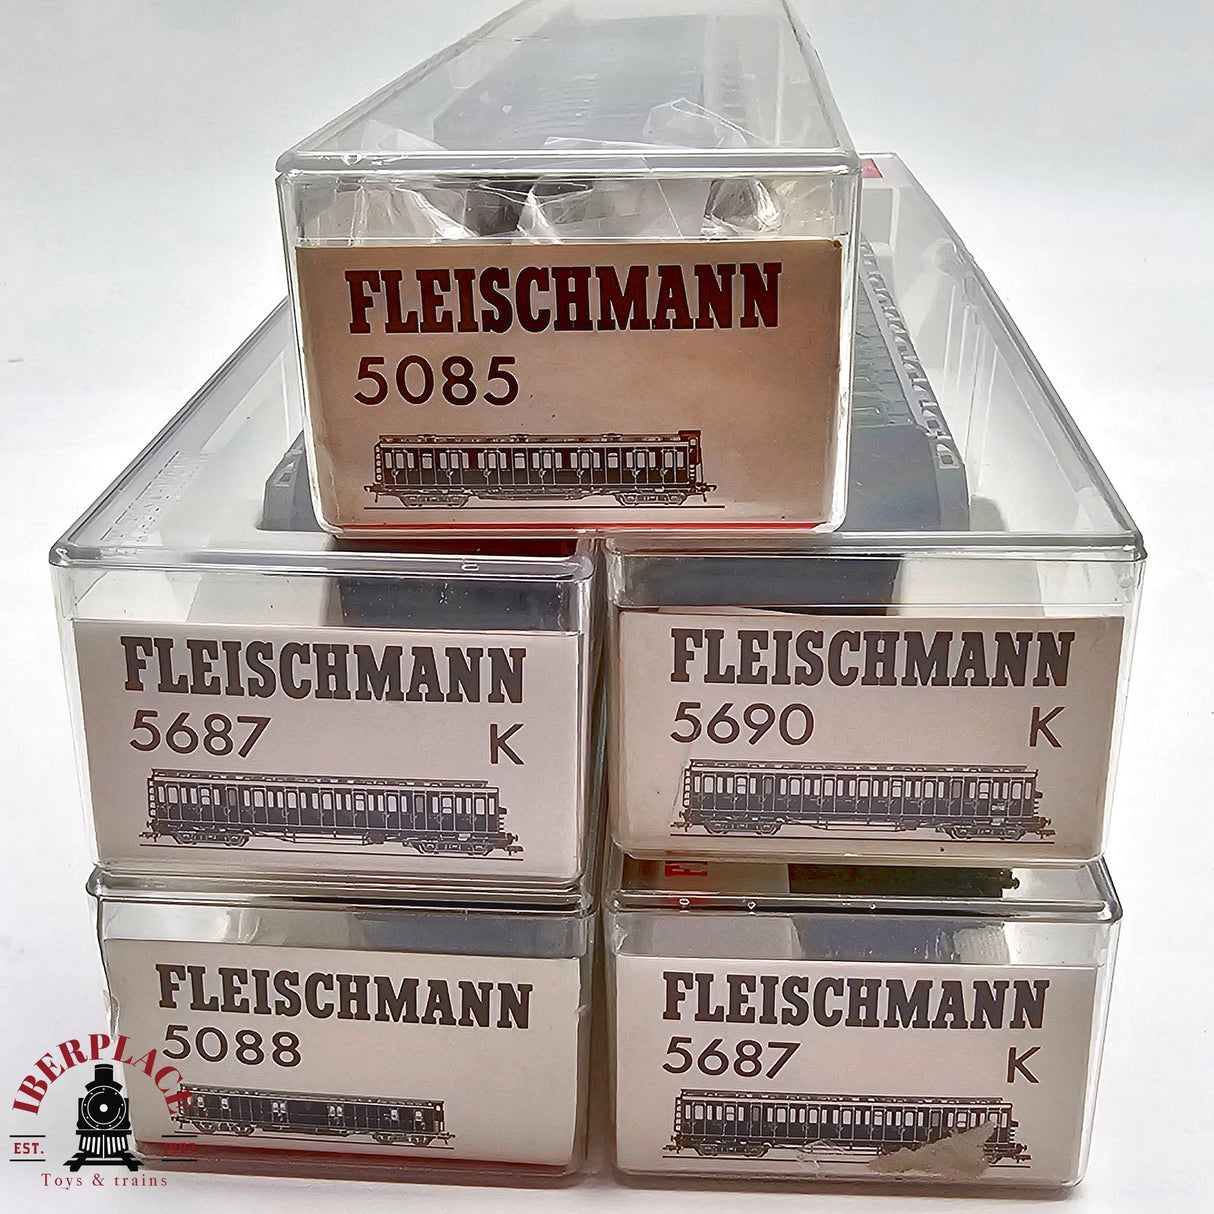 FLEISCHMANN
5085
FLEISCHMANN
5687 K
FLEISCHMANN
5690 K
FLEISCHMANN
5088
FLEISCHMANN
5687 K
IBERPLACE
EST.
Toys & trains